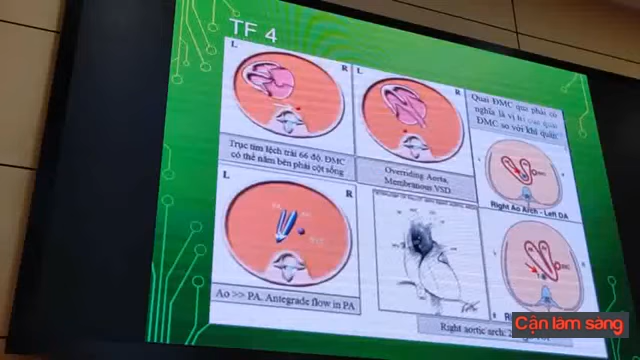 TF 4
L
R
L
R
Trục tim lệch trái 66 độ. ĐMC
có thể nằm bên phải cột sống
Overriding Aorta,
Membranous VSD
Quai ĐMC qua phải có
nghĩa là vị trí của quai
ĐMC so với khí quản
Right Ao Arch - Left DA
L
R
Ao >> PA. Antegrade flow in PA
Right aortic arch:
Cận lâm sàng